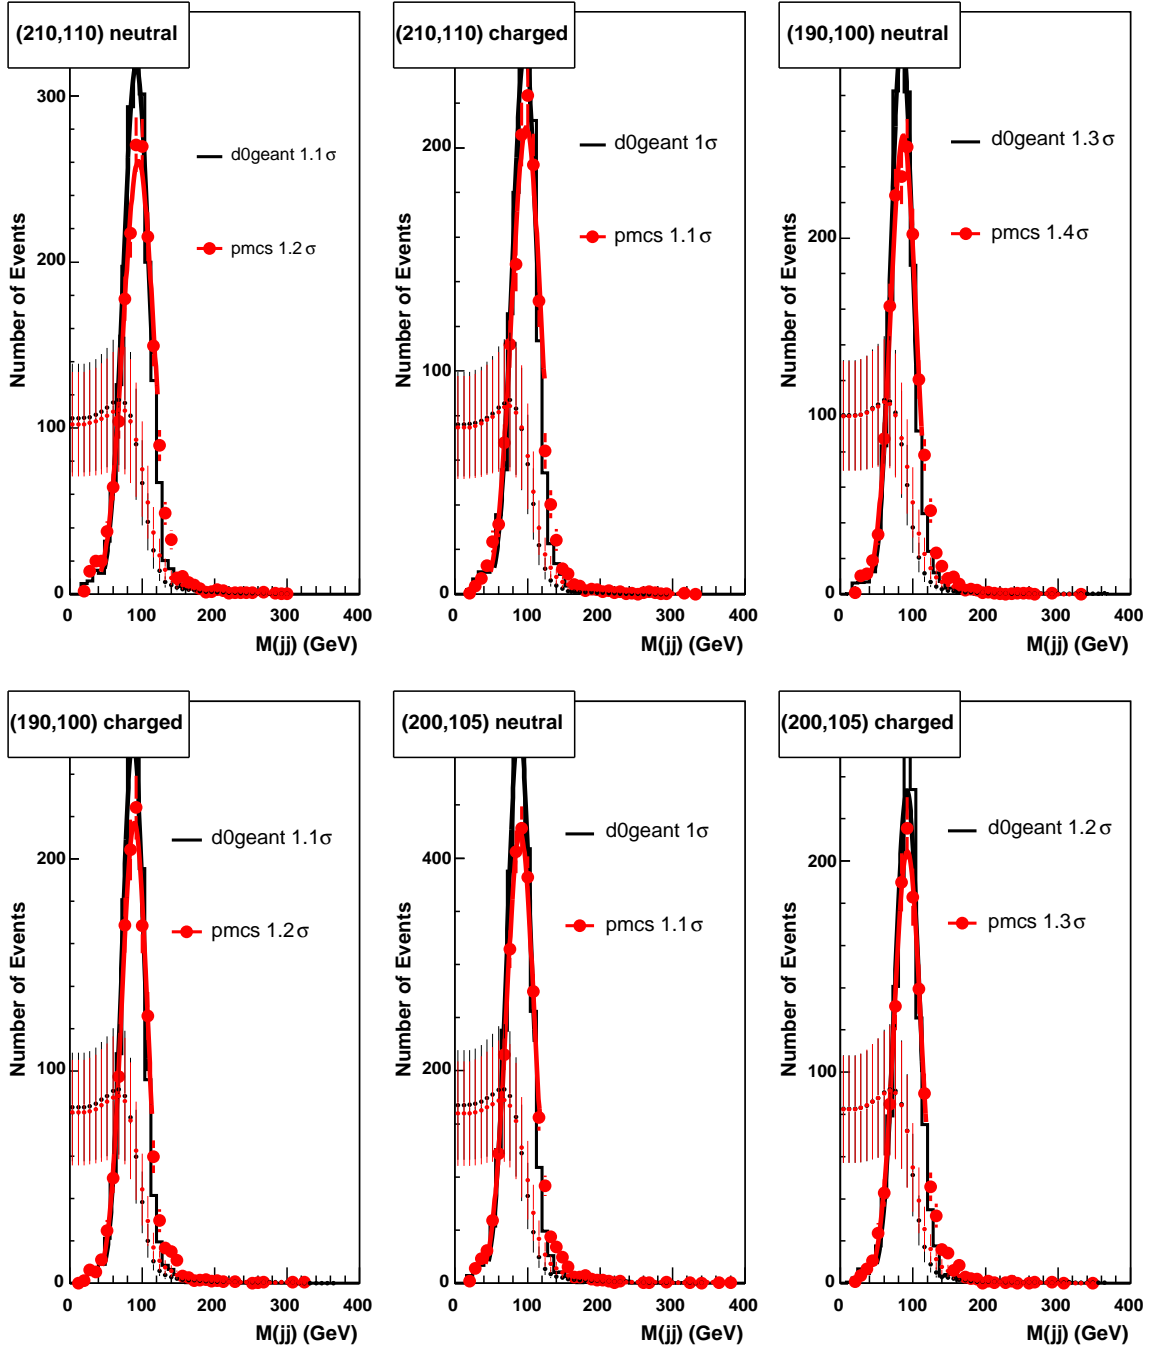 (210,110) neutral
300
200
100
0
Number of Events
d0geant 1.1σ
pmcs 1.2σ
0 100 200 300 400
M(jj) (GeV)
(210,110) charged
200
100
0
Number of Events
d0geant 1σ
pmcs 1.1σ
0 100 200 300 400
M(jj) (GeV)
(190,100) neutral
200
100
0
Number of Events
d0geant 1.3σ
pmcs 1.4σ
0 100 200 300 400
M(jj) (GeV)
(190,100) charged
200
100
0
Number of Events
d0geant 1.1σ
pmcs 1.2σ
0 100 200 300 400
M(jj) (GeV)
(200,105) neutral
400
200
0
Number of Events
d0geant 1σ
pmcs 1.1σ
0 100 200 300 400
M(jj) (GeV)
(200,105) charged
200
100
0
Number of Events
d0geant 1.2σ
pmcs 1.3σ
0 100 200 300 400
M(jj) (GeV)